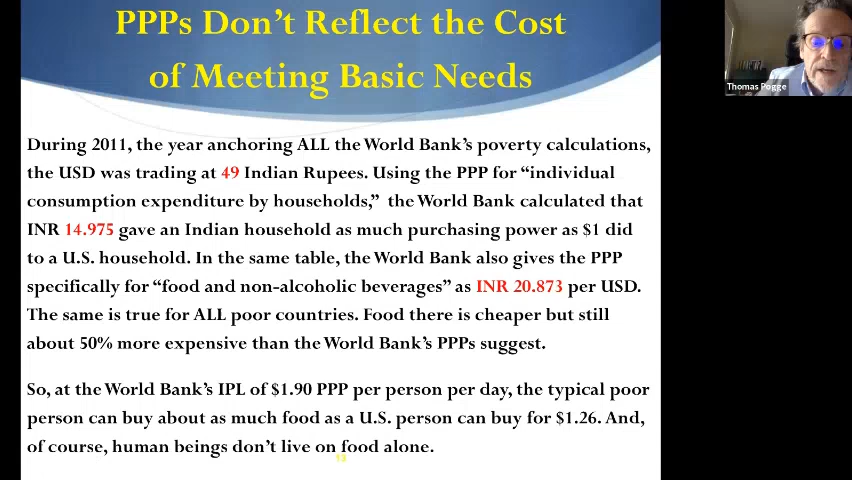 PPPs Don't Reflect the Cost
of Meeting Basic Needs
Thomas Pogge
During 2011, the year anchoring ALL the World Bank's poverty calculations,
the USD was trading at 49 Indian Rupees. Using the PPP for "individual
consumption expenditure by households," the World Bank calculated that
INR 14.975 gave an Indian household as much purchasing power as $1 did
to a U.S. household. In the same table, the World Bank also gives the PPP
specifically for "food and non-alcoholic beverages" as INR 20.873 per USD.
The same is true for ALL poor countries. Food there is cheaper but still
about 50% more expensive than the World Bank's PPPs suggest.
So, at the World Bank's IPL of $1.90 PPP per person per day, the typical poor
person can buy about as much food as a U.S. person can buy for $1.26. And,
of course, human beings don't live on food alone.